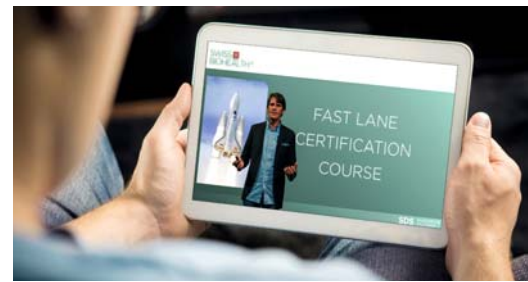 SWISS
BIOHEALTH
FAST LANE
CERTIFICATION
COURSE
SDS